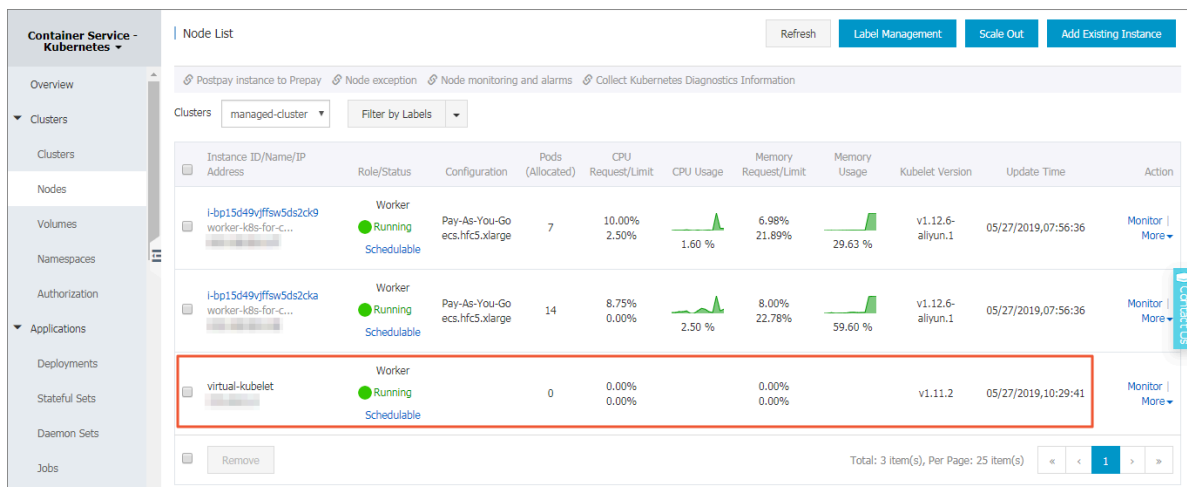 Container Service -
Kubernetes
Node List
Refresh
Label Management
Scale Out
Add Existing Instance
Overview
Clusters
Clusters
Nodes
Volumes
Namespaces
Authorization
Applications
Deployments
Stateful Sets
Daemon Sets
Jobs
Postpay instance to Prepay
Node exception
Node monitoring and alarms
Collect Kubernetes Diagnostics Information
Clusters
managed-cluster
Filter by Labels
Instance ID/Name/IP
Address
Role/Status
Configuration
Pods
(Allocated)
CPU
Request/Limit
CPU Usage
Memory
Request/Limit
Memory
Usage
Kubelet Version
Update Time
Action
i-bp15d49vjffsw5ds2ck9
worker-k8s-for-c...
Worker
Running
Schedulable
Pay-As-You-Go
ecs.hfc5.xlarge
7
10.00%
2.50%
1.60 %
6.98%
21.89%
29.63 %
v1.12.6-
aliyun.1
05/27/2019,07:56:36
Monitor |
More
i-bp15d49vjffsw5ds2cka
worker-k8s-for-c...
Worker
Running
Schedulable
Pay-As-You-Go
ecs.hfc5.xlarge
14
8.75%
0.00%
2.50 %
8.00%
22.78%
59.60 %
v1.12.6-
aliyun.1
05/27/2019,07:56:36
Monitor |
More
virtual-kubelet
Worker
Running
Schedulable
0
0.00%
0.00%
0.00%
0.00%
v1.11.2
05/27/2019,10:29:41
Monitor |
More
Remove
Total: 3 item(s), Per Page: 25 item(s)
« ‹ 1 › »
Contact Us